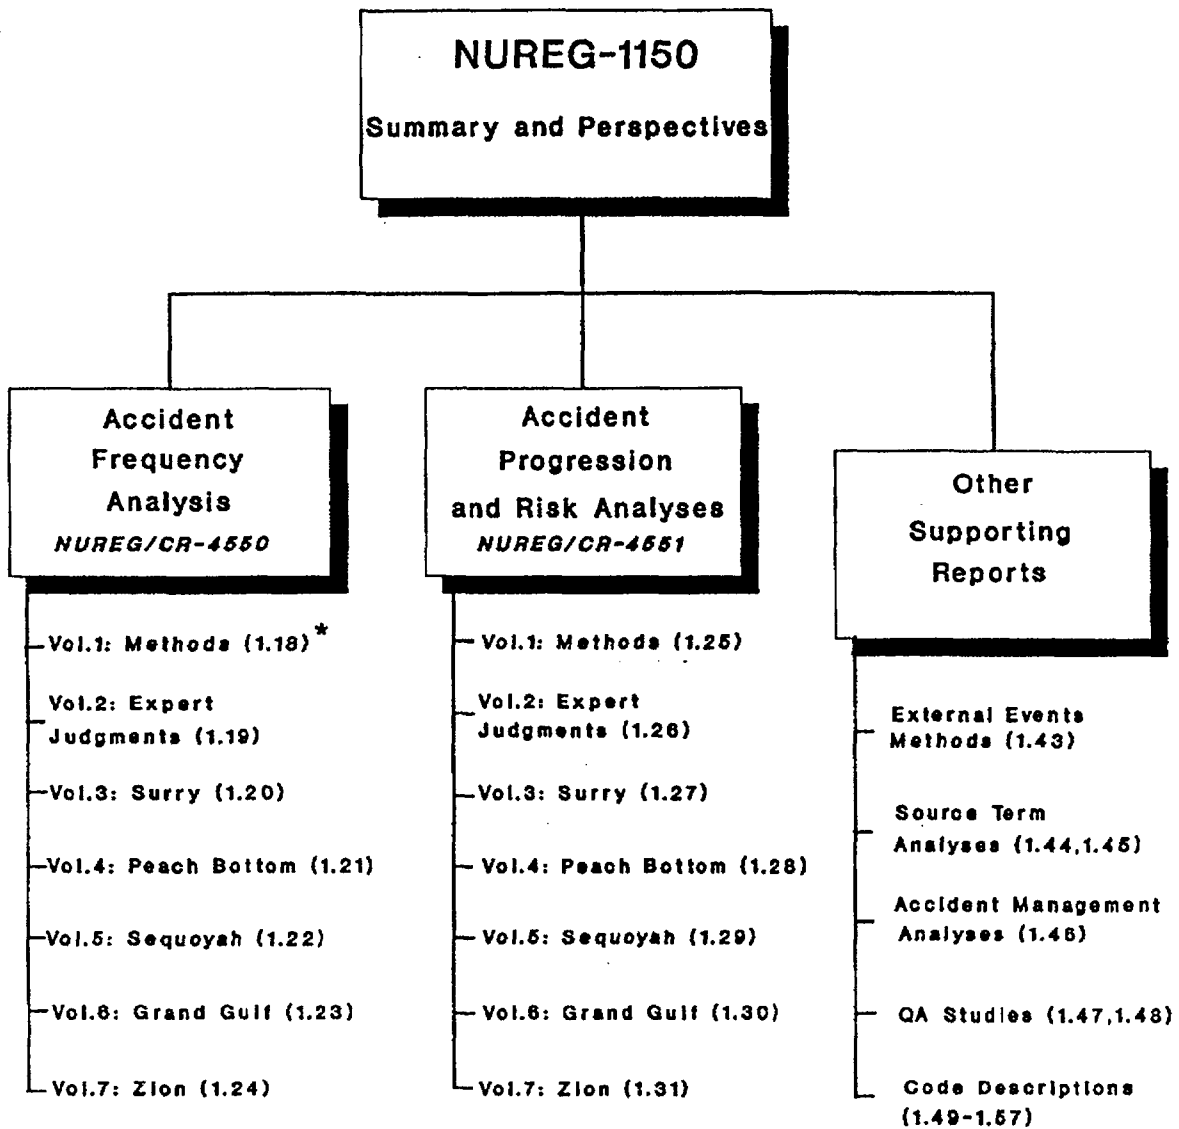 NUREG-1150
Summary and Perspectives
Accident
Frequency
Analysis
NUREG/CR-4550
Vol.1: Methods (1.18)*
Vol.2: Expert
Judgments (1.19)
Vol.3: Surry (1.20)
Vol.4: Peach Bottom (1.21)
Vol.5: Sequoyah (1.22)
Vol.6: Grand Gulf (1.23)
Vol.7: Zion (1.24)
Accident
Progression
and Risk Analyses
NUREG/CR-4551
Vol.1: Methods (1.25)
Vol.2: Expert
Judgments (1.26)
Vol.3: Surry (1.27)
Vol.4: Peach Bottom (1.28)
Vol.5: Sequoyah (1.29)
Vol.6: Grand Gulf (1.30)
Vol.7: Zion (1.31)
Other
Supporting
Reports
External Events
Methods (1.43)
Source Term
Analyses (1.44,1.45)
Accident Management
Analyses (1.46)
QA Studies (1.47,1.48)
Code Descriptions
(1.49-1.57)